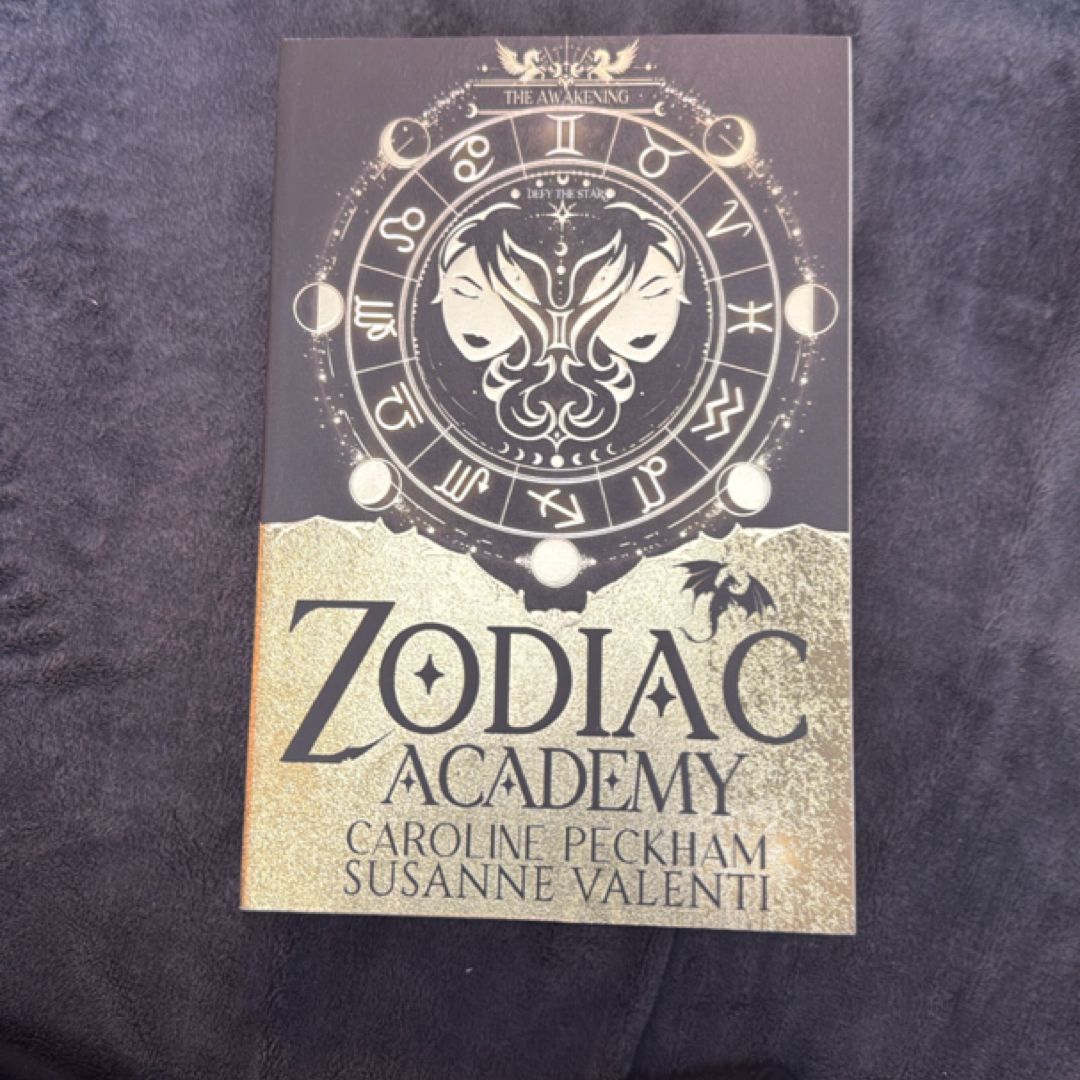 THE AWAKENING
DEFY THE STARS
ZODIAC
ACADEMY
CAROLINE PECKHAM
SUSANNE VALENTI